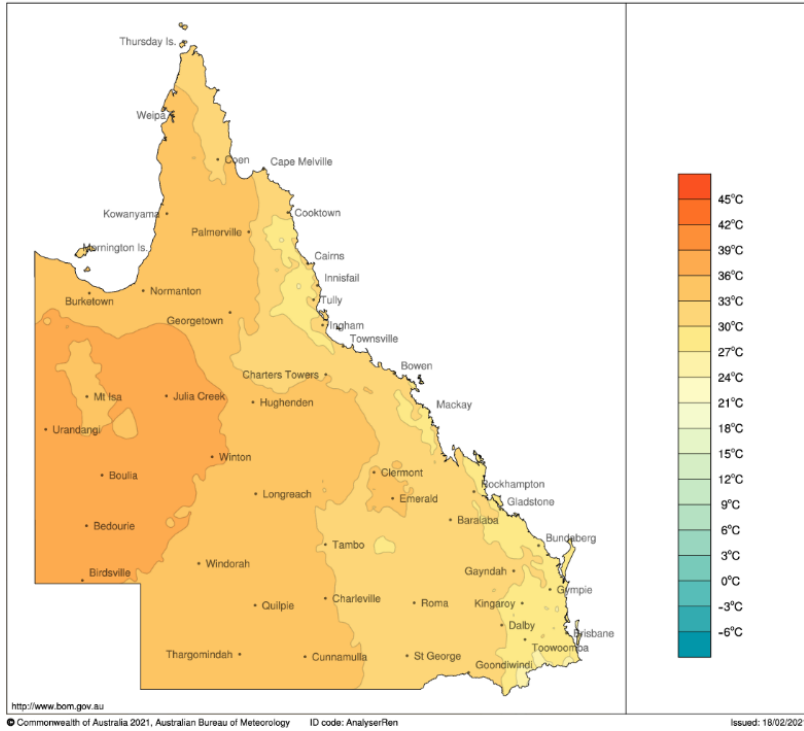 Thursday Is.
Weipa
Coen
Cape Melville
Kowanyama
Cooktown
Palmerville
Mornington Is.
Cairns
Innisfail
Burketown
Normanton
Tully
Georgetown
Ingham
Townsville
Charters Towers
Bowen
Mt Isa
Julia Creek
Hughenden
Mackay
Urandangi
Winton
Clermont
Boulia
Longreach
Emerald
Rockhampton
Gladstone
Bedourie
Baralaba
Tambo
Bundaberg
Birdsville
Windorah
Gayndah
Gympie
Quilpie
Charleville
Roma
Kingaroy
Dalby
Brisbane
Thargomindah
Cunnamulla
St George
Toowoomba
Goondiwindi
45°C
42°C
39°C
36°C
33°C
30°C
27°C
24°C
21°C
18°C
15°C
12°C
9°C
6°C
3°C
0°C
-3°C
-6°C
http://www.bom.gov.au
© Commonwealth of Australia 2021, Australian Bureau of Meteorology ID code: AnalyserRen Issued: 18/02/2021